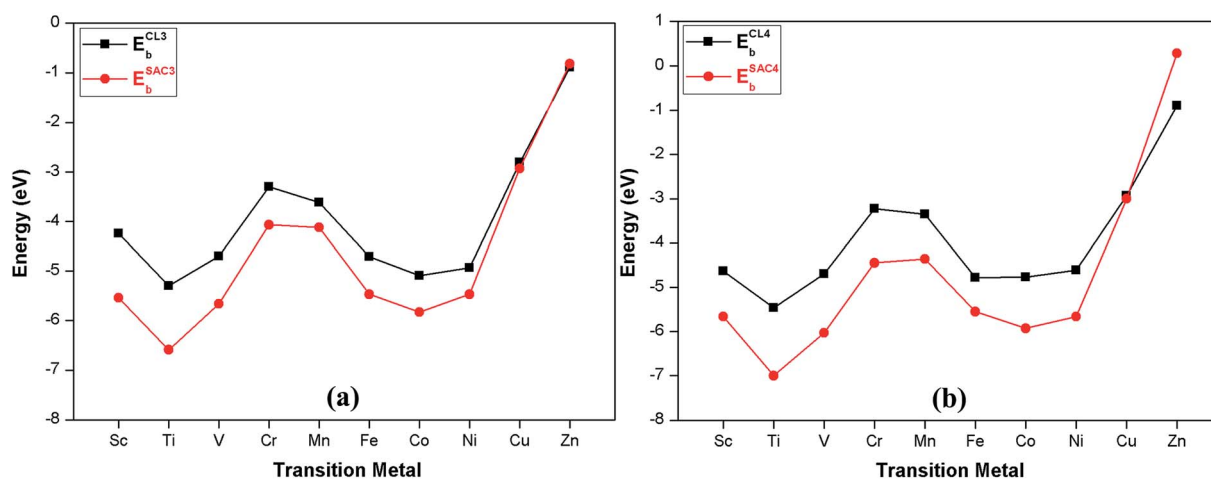 E_b^CL3
E_b^SAC3
0
-1
-2
-3
-4
-5
-6
-7
-8
Energy (eV)
(a)
Sc Ti V Cr Mn Fe Co Ni Cu Zn
Transition Metal
E_b^CL4
E_b^SAC4
1
0
-1
-2
-3
-4
-5
-6
-7
-8
Energy (eV)
(b)
Sc Ti V Cr Mn Fe Co Ni Cu Zn
Transition Metal